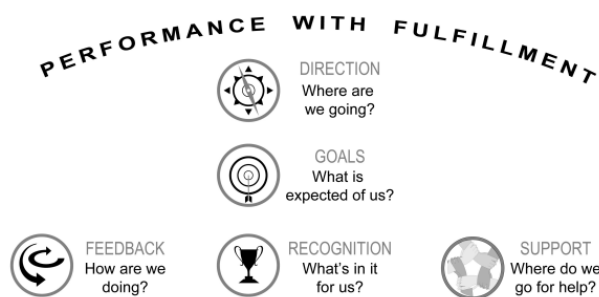 PERFORMANCE WITH FULFILLMENT
DIRECTION
Where are
we going?
GOALS
What is
expected of us?
FEEDBACK
How are we
doing?
RECOGNITION
What's in it
for us?
SUPPORT
Where do we
go for help?